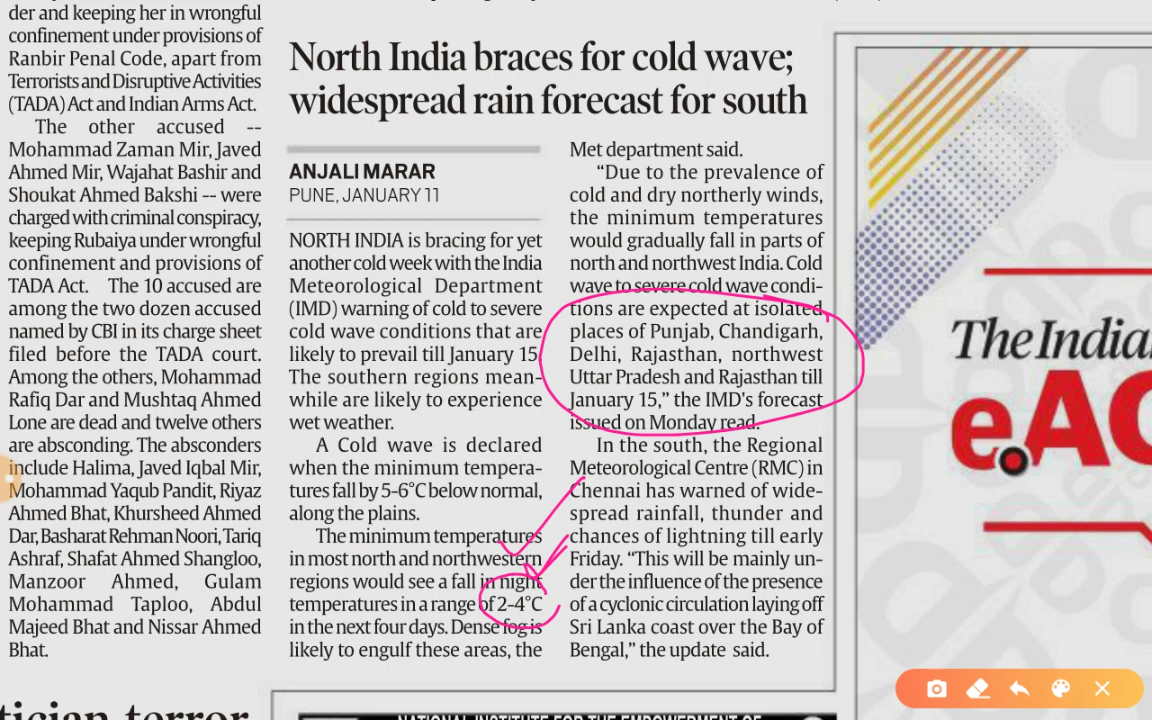 der and keeping her in wrongful
confinement under provisions of
Ranbir Penal Code, apart from
Terrorists and Disruptive Activities
(TADA) Act and Indian Arms Act.
The other accused --
Mohammad Zaman Mir, Javed
Ahmed Mir, Wajahat Bashir and
Shoukat Ahmed Bakshi -- were
charged with criminal conspiracy,
keeping Rubaiya under wrongful
confinement and provisions of
TADA Act. The 10 accused are
among the two dozen accused
named by CBI in its charge sheet
filed before the TADA court.
Among the others, Mohammad
Rafiq Dar and Mushtaq Ahmed
Lone are dead and twelve others
are absconding. The absconders
include Halima, Javed Iqbal Mir,
Mohammad Yaqub Pandit, Riyaz
Ahmed Bhat, Khursheed Ahmed
Dar, Basharat Rehman Noori, Tariq
Ashraf, Shafat Ahmed Shangloo,
Manzoor Ahmed, Gulam
Mohammad Taploo, Abdul
Majeed Bhat and Nissar Ahmed
Bhat.
North India braces for cold wave;
widespread rain forecast for south
ANJALI MARAR
PUNE, JANUARY 11
NORTH INDIA is bracing for yet
another cold week with the India
Meteorological Department
(IMD) warning of cold to severe
cold wave conditions that are
likely to prevail till January 15.
The southern regions mean-
while are likely to experience
wet weather.
A Cold wave is declared
when the minimum tempera-
tures fall by 5-6°C below normal,
along the plains.
The minimum temperatures
in most north and northwestern
regions would see a fall in night
temperatures in a range of 2-4°C
in the next four days. Dense fog is
likely to engulf these areas, the
Met department said.
“Due to the prevalence of
cold and dry northerly winds,
the minimum temperatures
would gradually fall in parts of
north and northwest India. Cold
wave to severe cold wave condi-
tions are expected at isolated
places of Punjab, Chandigarh,
Delhi, Rajasthan, northwest
Uttar Pradesh and Rajasthan till
January 15,” the IMD's forecast
issued on Monday read.
In the south, the Regional
Meteorological Centre (RMC) in
Chennai has warned of wide-
spread rainfall, thunder and
chances of lightning till early
Friday. “This will be mainly un-
der the influence of the presence
of a cyclonic circulation laying off
Sri Lanka coast over the Bay of
Bengal,” the update said.
The India
eAC
tician terror
NATIONAL INSTITUTE FOR THE EMPOWERMENT OF